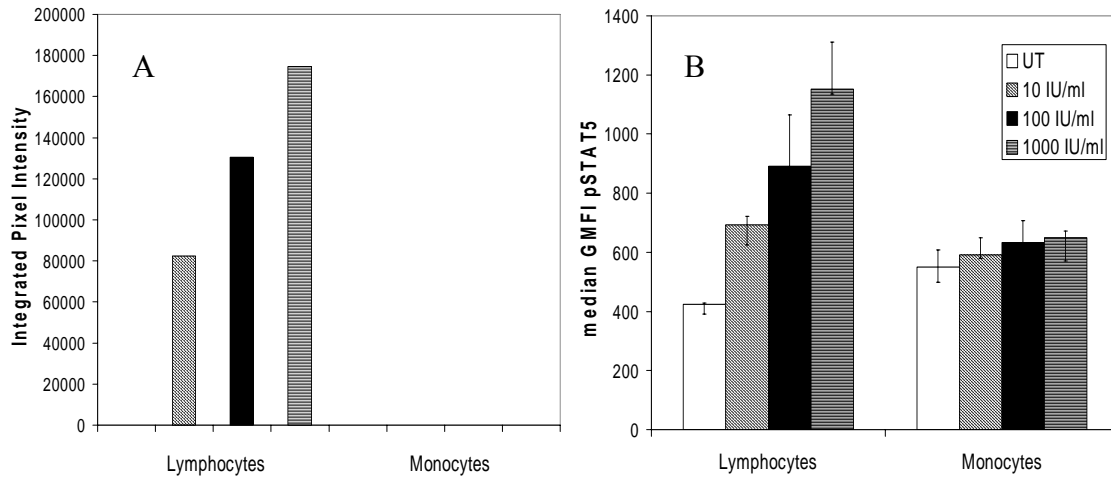 A
Integrated Pixel Intensity
200000
180000
160000
140000
120000
100000
80000
60000
40000
20000
0
Lymphocytes
Monocytes
B
median GMFI pSTAT5
1400
1200
1000
800
600
400
200
0
Lymphocytes
Monocytes
UT
10 IU/ml
100 IU/ml
1000 IU/ml